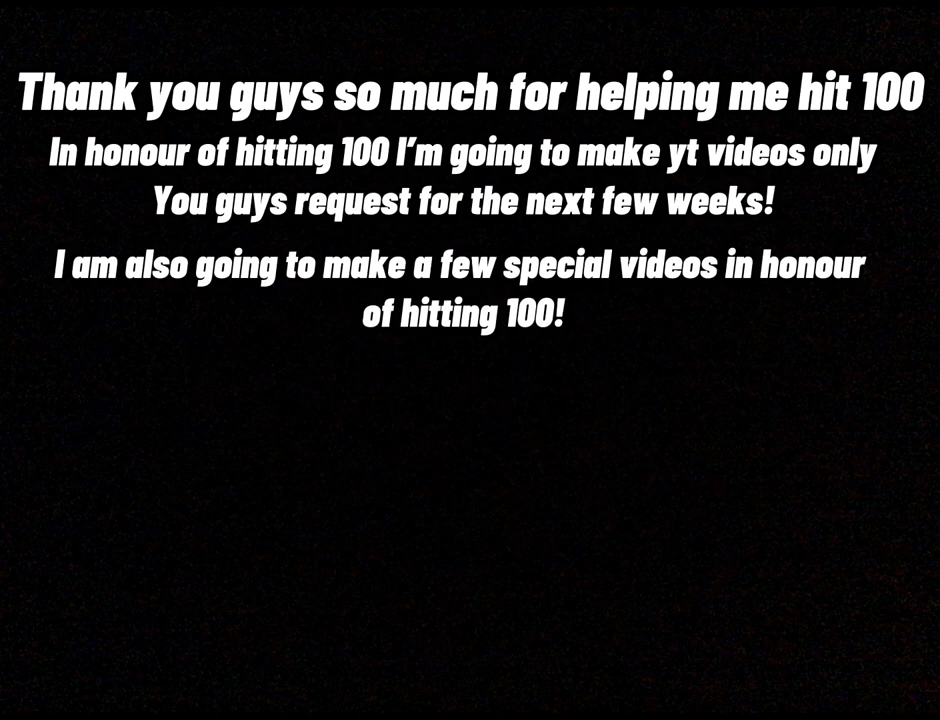 Thank you guys so much for helping me hit 100
In honour of hitting 100 I'm going to make yt videos only
You guys request for the next few weeks!
I am also going to make a few special videos in honour
of hitting 100!